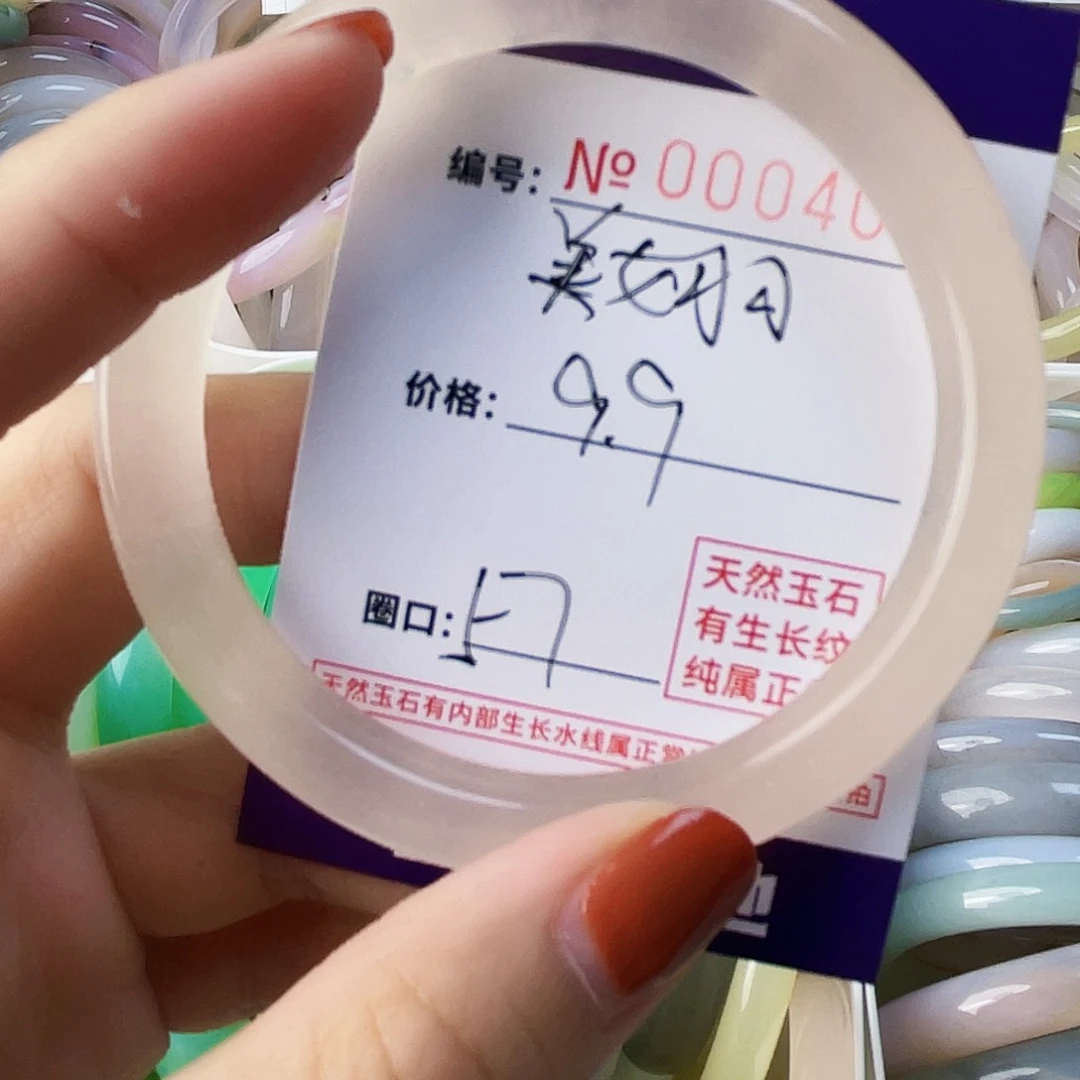 编号: № 00040
价格: 9.9
圈口: 57
天然玉石
有生长纹
纯属正
天然玉石有内部生长水线属正常
拍